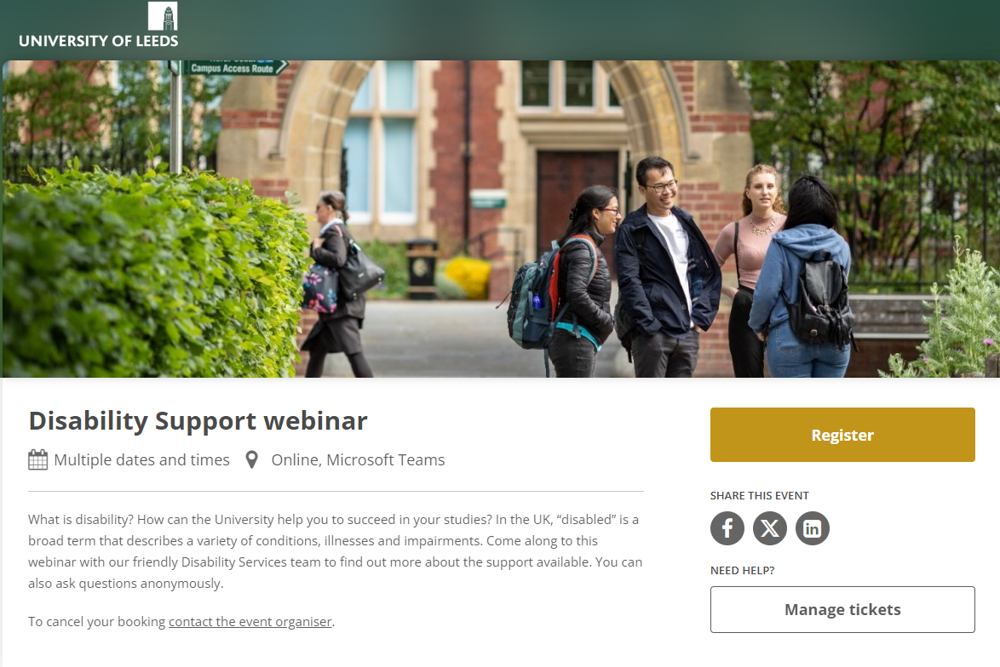 UNIVERSITY OF LEEDS
Campus Access Route
Disability Support webinar
Multiple dates and times
Online, Microsoft Teams
Register
What is disability? How can the University help you to succeed in your studies? In the UK, “disabled” is a
broad term that describes a variety of conditions, illnesses and impairments. Come along to this
webinar with our friendly Disability Services team to find out more about the support available. You can
also ask questions anonymously.
To cancel your booking contact the event organiser.
SHARE THIS EVENT
NEED HELP?
Manage tickets